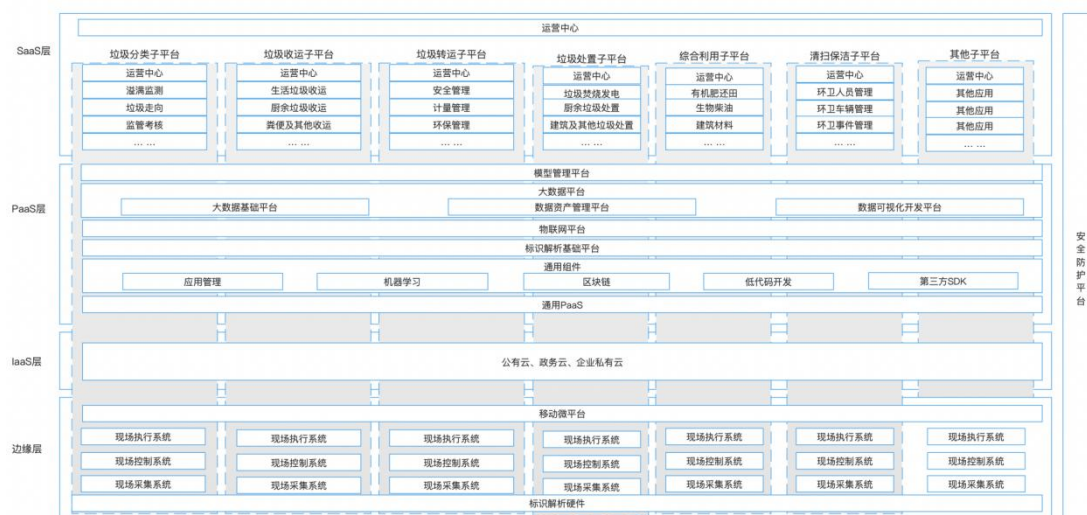 SaaS层
运营中心
垃圾分类子平台 垃圾收运子平台 垃圾转运子平台 垃圾处置子平台 综合利用子平台 清扫保洁子平台 其他子平台
运营中心 运营中心 运营中心 运营中心 运营中心 运营中心 运营中心
溢满监测 生活垃圾收运 安全管理 垃圾焚烧发电 有机肥还田 环卫人员管理 其他应用
垃圾走向 厨余垃圾收运 计量管理 厨余垃圾处置 生物柴油 环卫车辆管理 其他应用
监管考核 粪便及其他收运 环保管理 建筑及其他垃圾处置 建筑材料 环卫事件管理 其他应用
... ... ... ... ... ... ... ... ... ... ... ... ... ...
PaaS层
模型管理平台
大数据平台
大数据基础平台 数据资产管理平台 数据可视化开发平台
物联网平台
标识解析基础平台
通用组件
应用管理 机器学习 区块链 低代码开发 第三方SDK
通用PaaS
IaaS层
公有云、政务云、企业私有云
边缘层
移动微平台
现场执行系统 现场执行系统 现场执行系统 现场执行系统 现场执行系统 现场执行系统 现场执行系统
现场控制系统 现场控制系统 现场控制系统 现场控制系统 现场控制系统 现场控制系统 现场控制系统
现场采集系统 现场采集系统 现场采集系统 现场采集系统 现场采集系统 现场采集系统 现场采集系统
标识解析硬件
安全防护平台